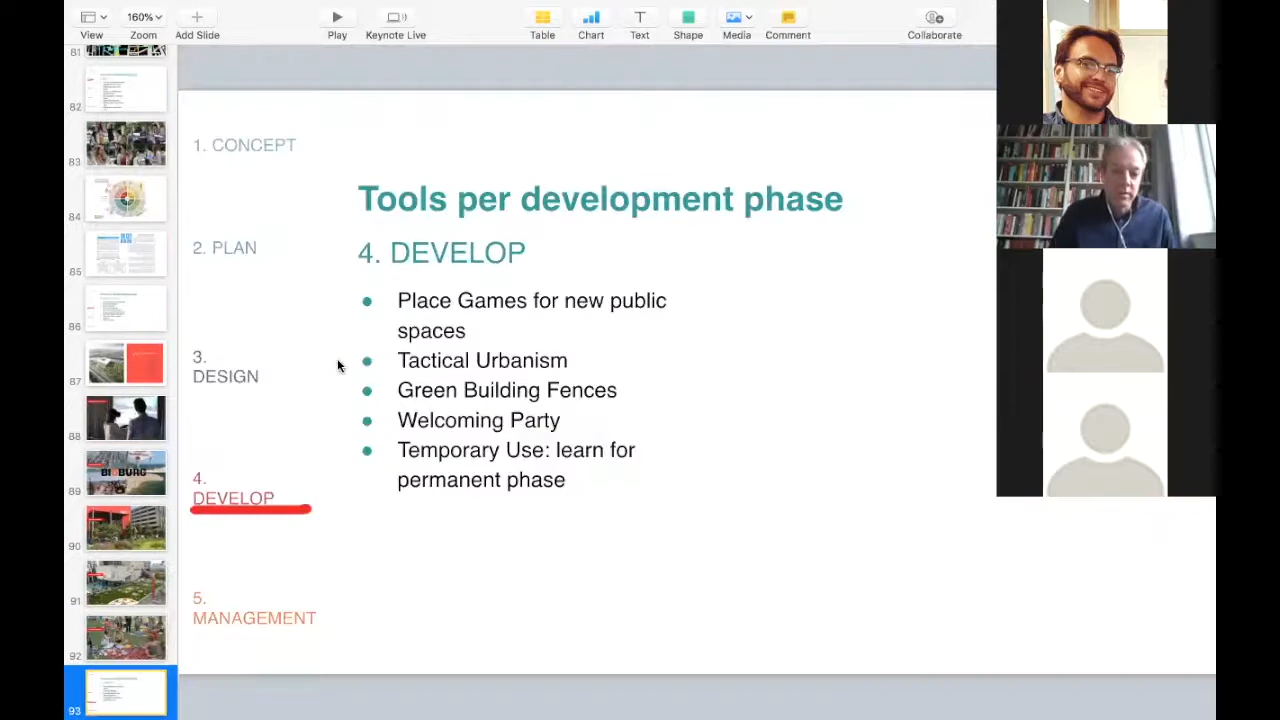 160%
View
Zoom
Add Slide
Play
Keynote Live
Table
Chart
Text
Shape
Media
Comment
Collaborate
81
82
83
84
85
86
87
88
89
90
91
92
93
BIGBURG
1. CONCEPT
2. PLAN
3.
DESIGN
4.
DEVELOP
5.
MANAGEMENT
Tools per development phase
4. DEVELOP
Place Games for new public
spaces
Tactical Urbanism
Green Building Fences
Welcoming Party
Temporary Use: learn for
permanent phase